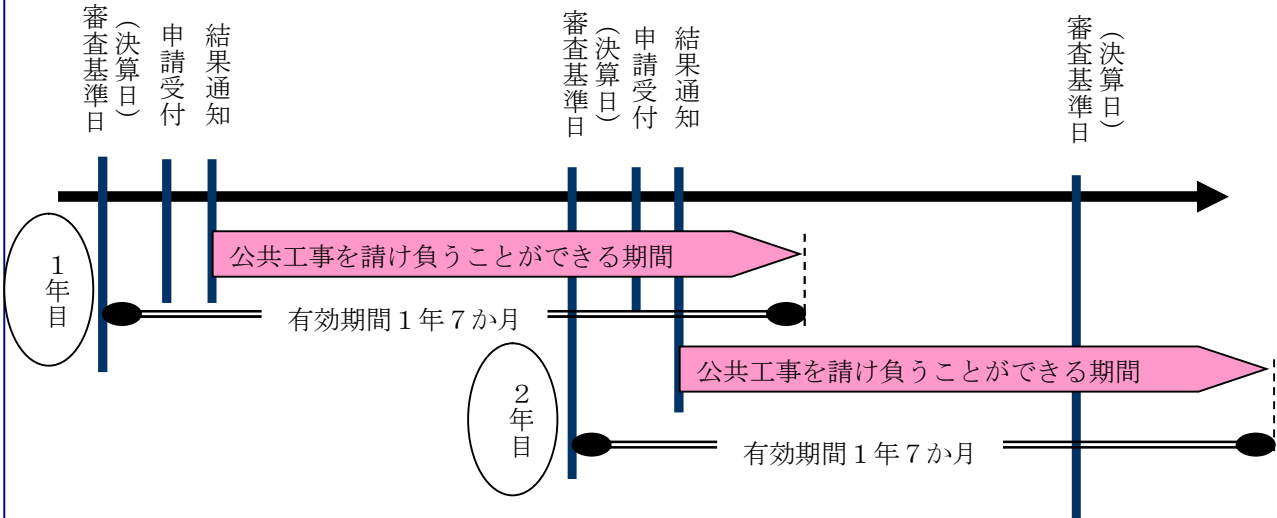 審査基準日
（決算日）
申請受付
結果通知
審査基準日
（決算日）
申請受付
結果通知
審査基準日
（決算日）
１年目
公共工事を請け負うことができる期間
有効期間１年７か月
２年目
公共工事を請け負うことができる期間
有効期間１年７か月